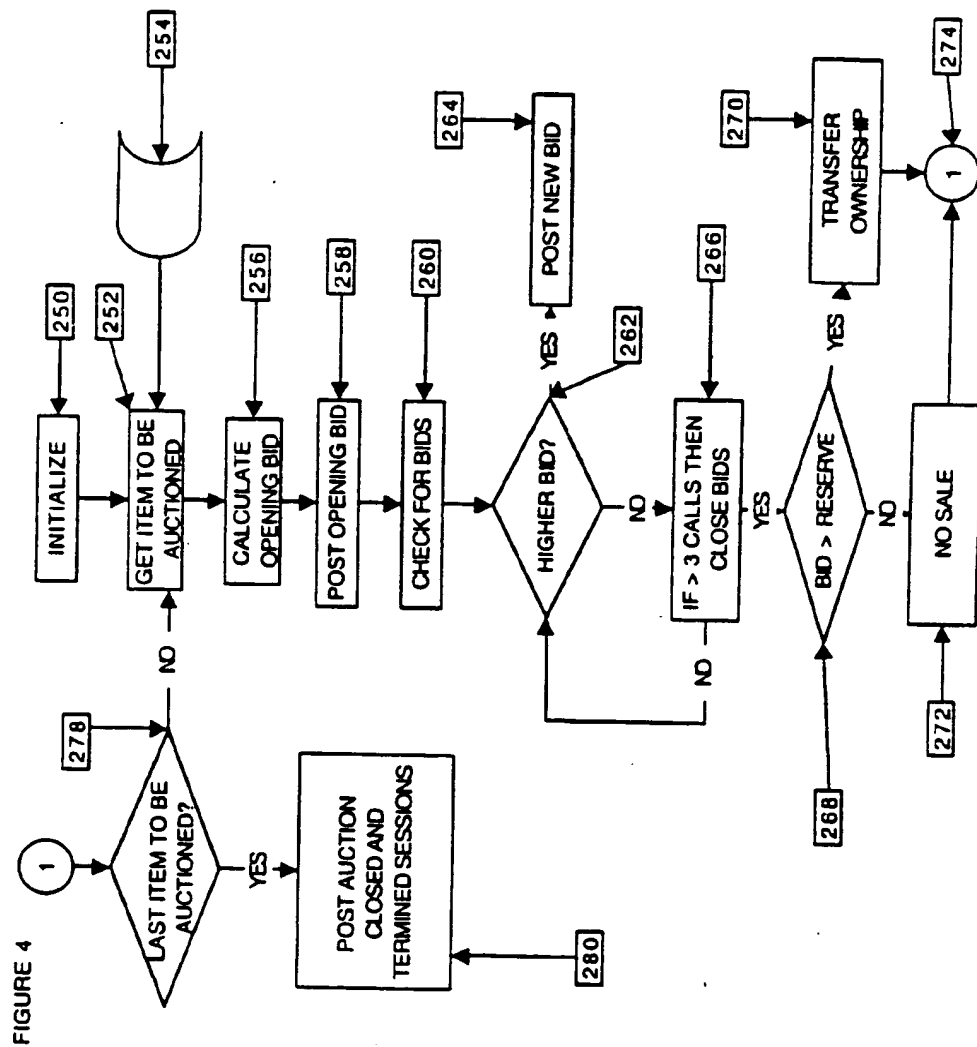 FIGURE 4
1
LAST ITEM TO BE
AUCTIONED?
278
NO
YES
POST AUCTION
CLOSED AND
TERMINED SESSIONS
280
INITIALIZE
250
252
254
GET ITEM TO BE
AUCTIONED
CALCULATE
OPENING BID
256
POST OPENING BID
258
CHECK FOR BIDS
260
HIGHER BID?
262
YES
POST NEW BID
264
NO
IF > 3 CALLS THEN
CLOSE BIDS
266
NO
YES
BID > RESERVE
268
YES
TRANSFER
OWNERSHIP
270
NO
NO SALE
272
1
274